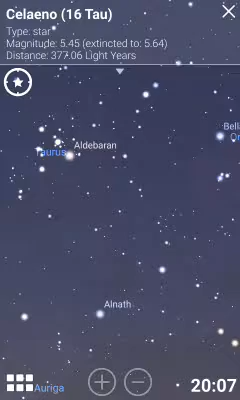 Celaeno (16 Tau)
Type: star
Magnitude: 5.45 (extincted to: 5.64)
Distance: 377.06 Light Years
Bella
Aldebaran
Taurus
Alnath
Auriga
20:07